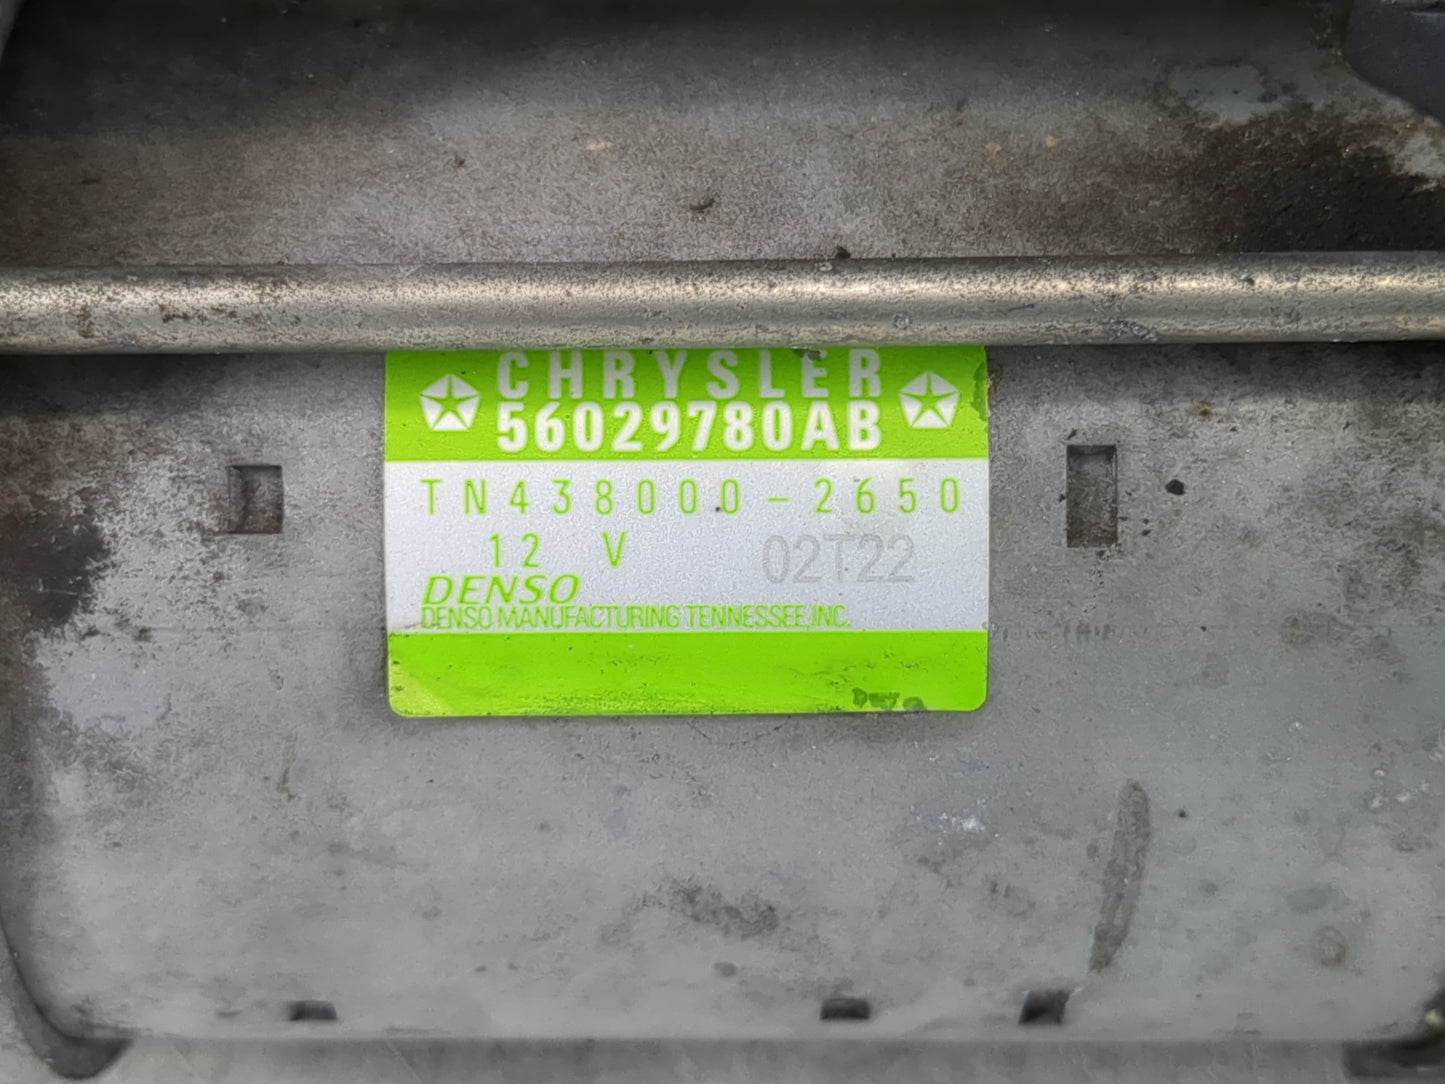 CHRYSLER
56029780AB
TN438000-2650
12 V 02T22
DENSO
DENSO MANUFACTURING TENNESSEE,INC.